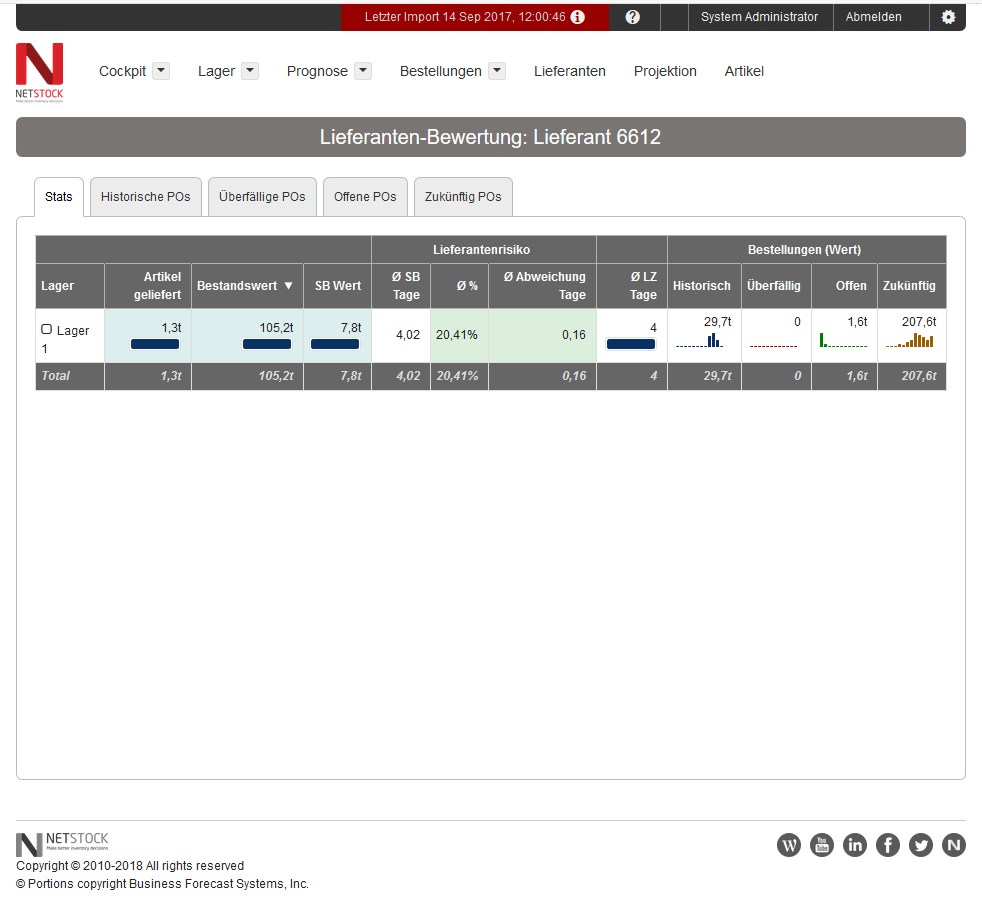 Letzter Import 14 Sep 2017, 12:00:46
System Administrator
Abmelden
NETSTOCK
Make better inventory decisions
Cockpit
Lager
Prognose
Bestellungen
Lieferanten
Projektion
Artikel
Lieferanten-Bewertung: Lieferant 6612
Stats
Historische POs
Überfällige POs
Offene POs
Zukünftig POs
Lieferantenrisiko
Bestellungen (Wert)
Lager
Artikel geliefert
Bestandswert ▼
SB Wert
Ø SB Tage
Ø %
Ø Abweichung Tage
Ø LZ Tage
Historisch
Überfällig
Offen
Zukünftig
Lager 1
1,3t
105,2t
7,8t
4,02
20,41%
0,16
4
29,7t
0
1,6t
207,6t
Total
1,3t
105,2t
7,8t
4,02
20,41%
0,16
4
29,7t
0
1,6t
207,6t
NETSTOCK
Make better inventory decisions
Copyright © 2010-2018 All rights reserved
© Portions copyright Business Forecast Systems, Inc.